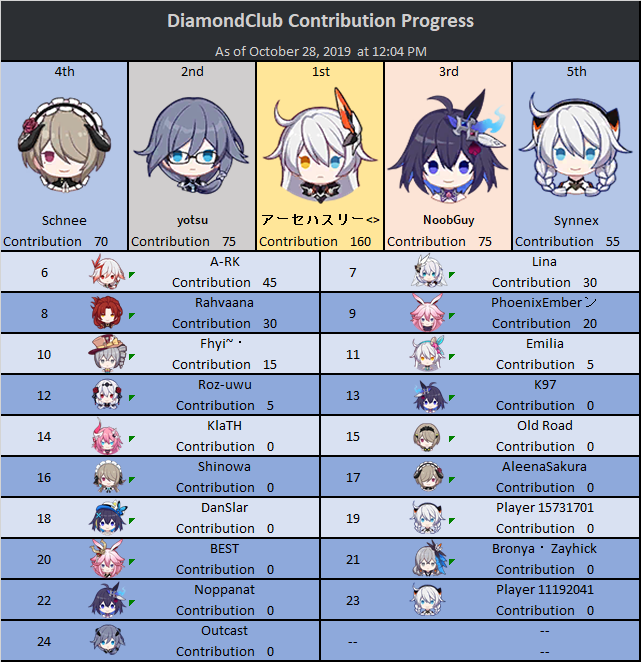 DiamondClub Contribution Progress
As of October 28, 2019 at 12:04 PM
4th 2nd 1st 3rd 5th
Schnee yotsu アーセハスリー<> NoobGuy Synnex
Contribution 70 Contribution 75 Contribution 160 Contribution 75 Contribution 55
6 A-RK Contribution 45
7 Lina Contribution 30
8 Rahvaana Contribution 30
9 PhoenixEmberン Contribution 20
10 Fhyi~・ Contribution 15
11 Emilia Contribution 5
12 Roz-uwu Contribution 5
13 K97 Contribution 0
14 KlaTH Contribution 0
15 Old Road Contribution 0
16 Shinowa Contribution 0
17 AleenaSakura Contribution 0
18 DanSlar Contribution 0
19 Player 15731701 Contribution 0
20 BEST Contribution 0
21 Bronya・Zayhick Contribution 0
22 Noppanat Contribution 0
23 Player 11192041 Contribution 0
24 Outcast Contribution 0
-- -- --